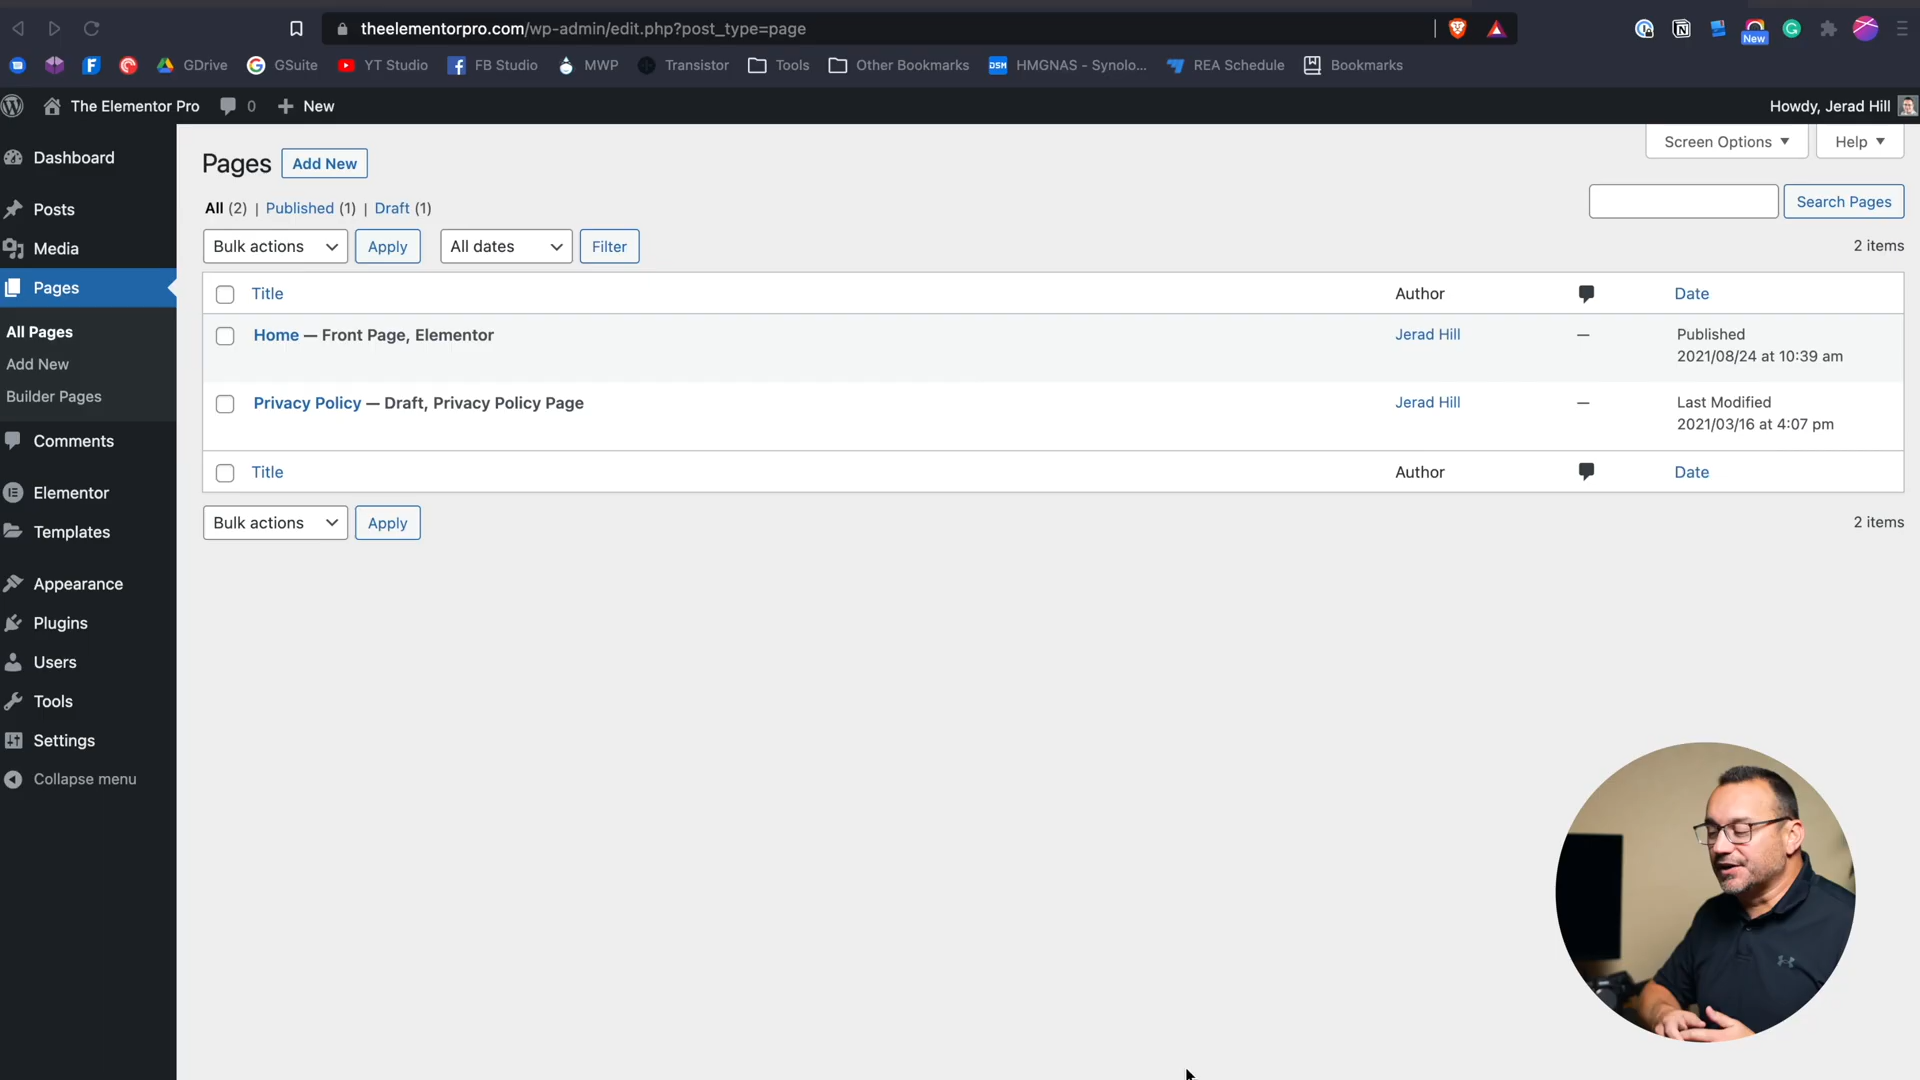 theelementorpro.com/wp-admin/edit.php?post_type=page
New
GDrive GSuite YT Studio FB Studio MWP Transistor Tools Other Bookmarks DSM HMGNAS - Synolo... REA Schedule Bookmarks
The Elementor Pro 0 New Howdy, Jerad Hill
Dashboard
Posts
Media
Pages
All Pages
Add New
Builder Pages
Comments
Elementor
Templates
Appearance
Plugins
Users
Tools
Settings
Collapse menu
Screen Options Help
Pages Add New
All (2) | Published (1) | Draft (1)
Search Pages
Bulk actions Apply All dates Filter 2 items
Title Author Date
Home — Front Page, Elementor Jerad Hill — Published
2021/08/24 at 10:39 am
Privacy Policy — Draft, Privacy Policy Page Jerad Hill — Last Modified
2021/03/16 at 4:07 pm
Title Author Date
Bulk actions Apply 2 items